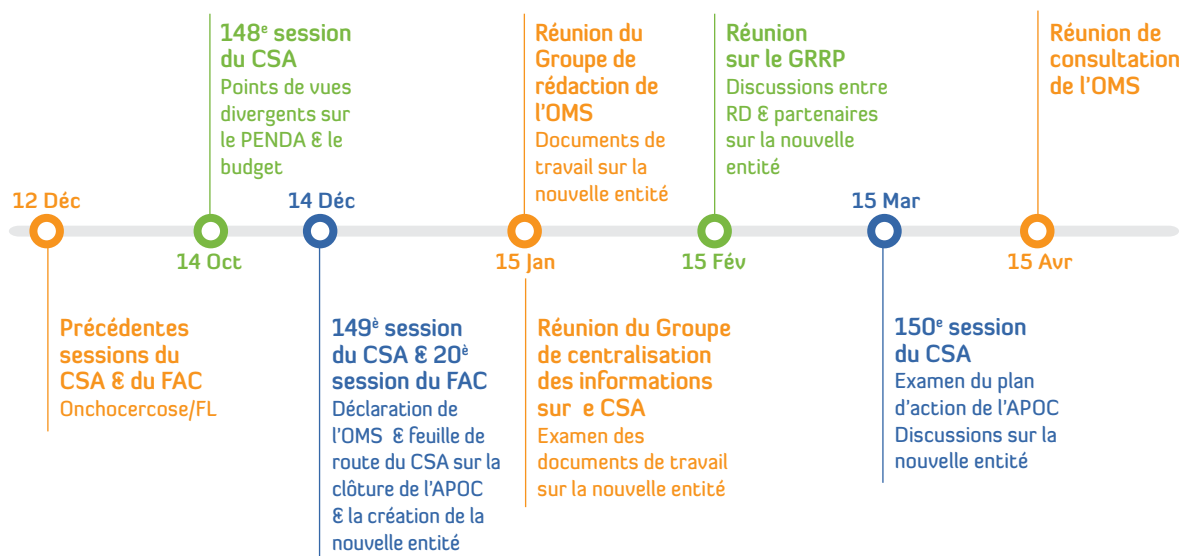 148e session
du CSA
Points de vues
divergents sur
le PENDA & le
budget
Réunion du
Groupe de
rédaction de
l'OMS
Documents de
travail sur la
nouvelle entité
Réunion
sur le GRRP
Discussions entre
RD & partenaires
sur la nouvelle
entité
Réunion de
consultation
de l'OMS
12 Déc
14 Déc
15 Mar
14 Oct
15 Jan
15 Fév
15 Avr
Précédentes
sessions du
CSA & du FAC
Onchocercose/FL
149è session
du CSA & 20è
session du FAC
Déclaration de
l'OMS & feuille de
route du CSA sur la
clôture de l'APOC
& la création de la
nouvelle entité
Réunion du Groupe
de centralisation
des informations
sur e CSA
Examen des
documents de travail
sur la nouvelle entité
150e session
du CSA
Examen du plan
d'action de l'APOC
Discussions sur la
nouvelle entité